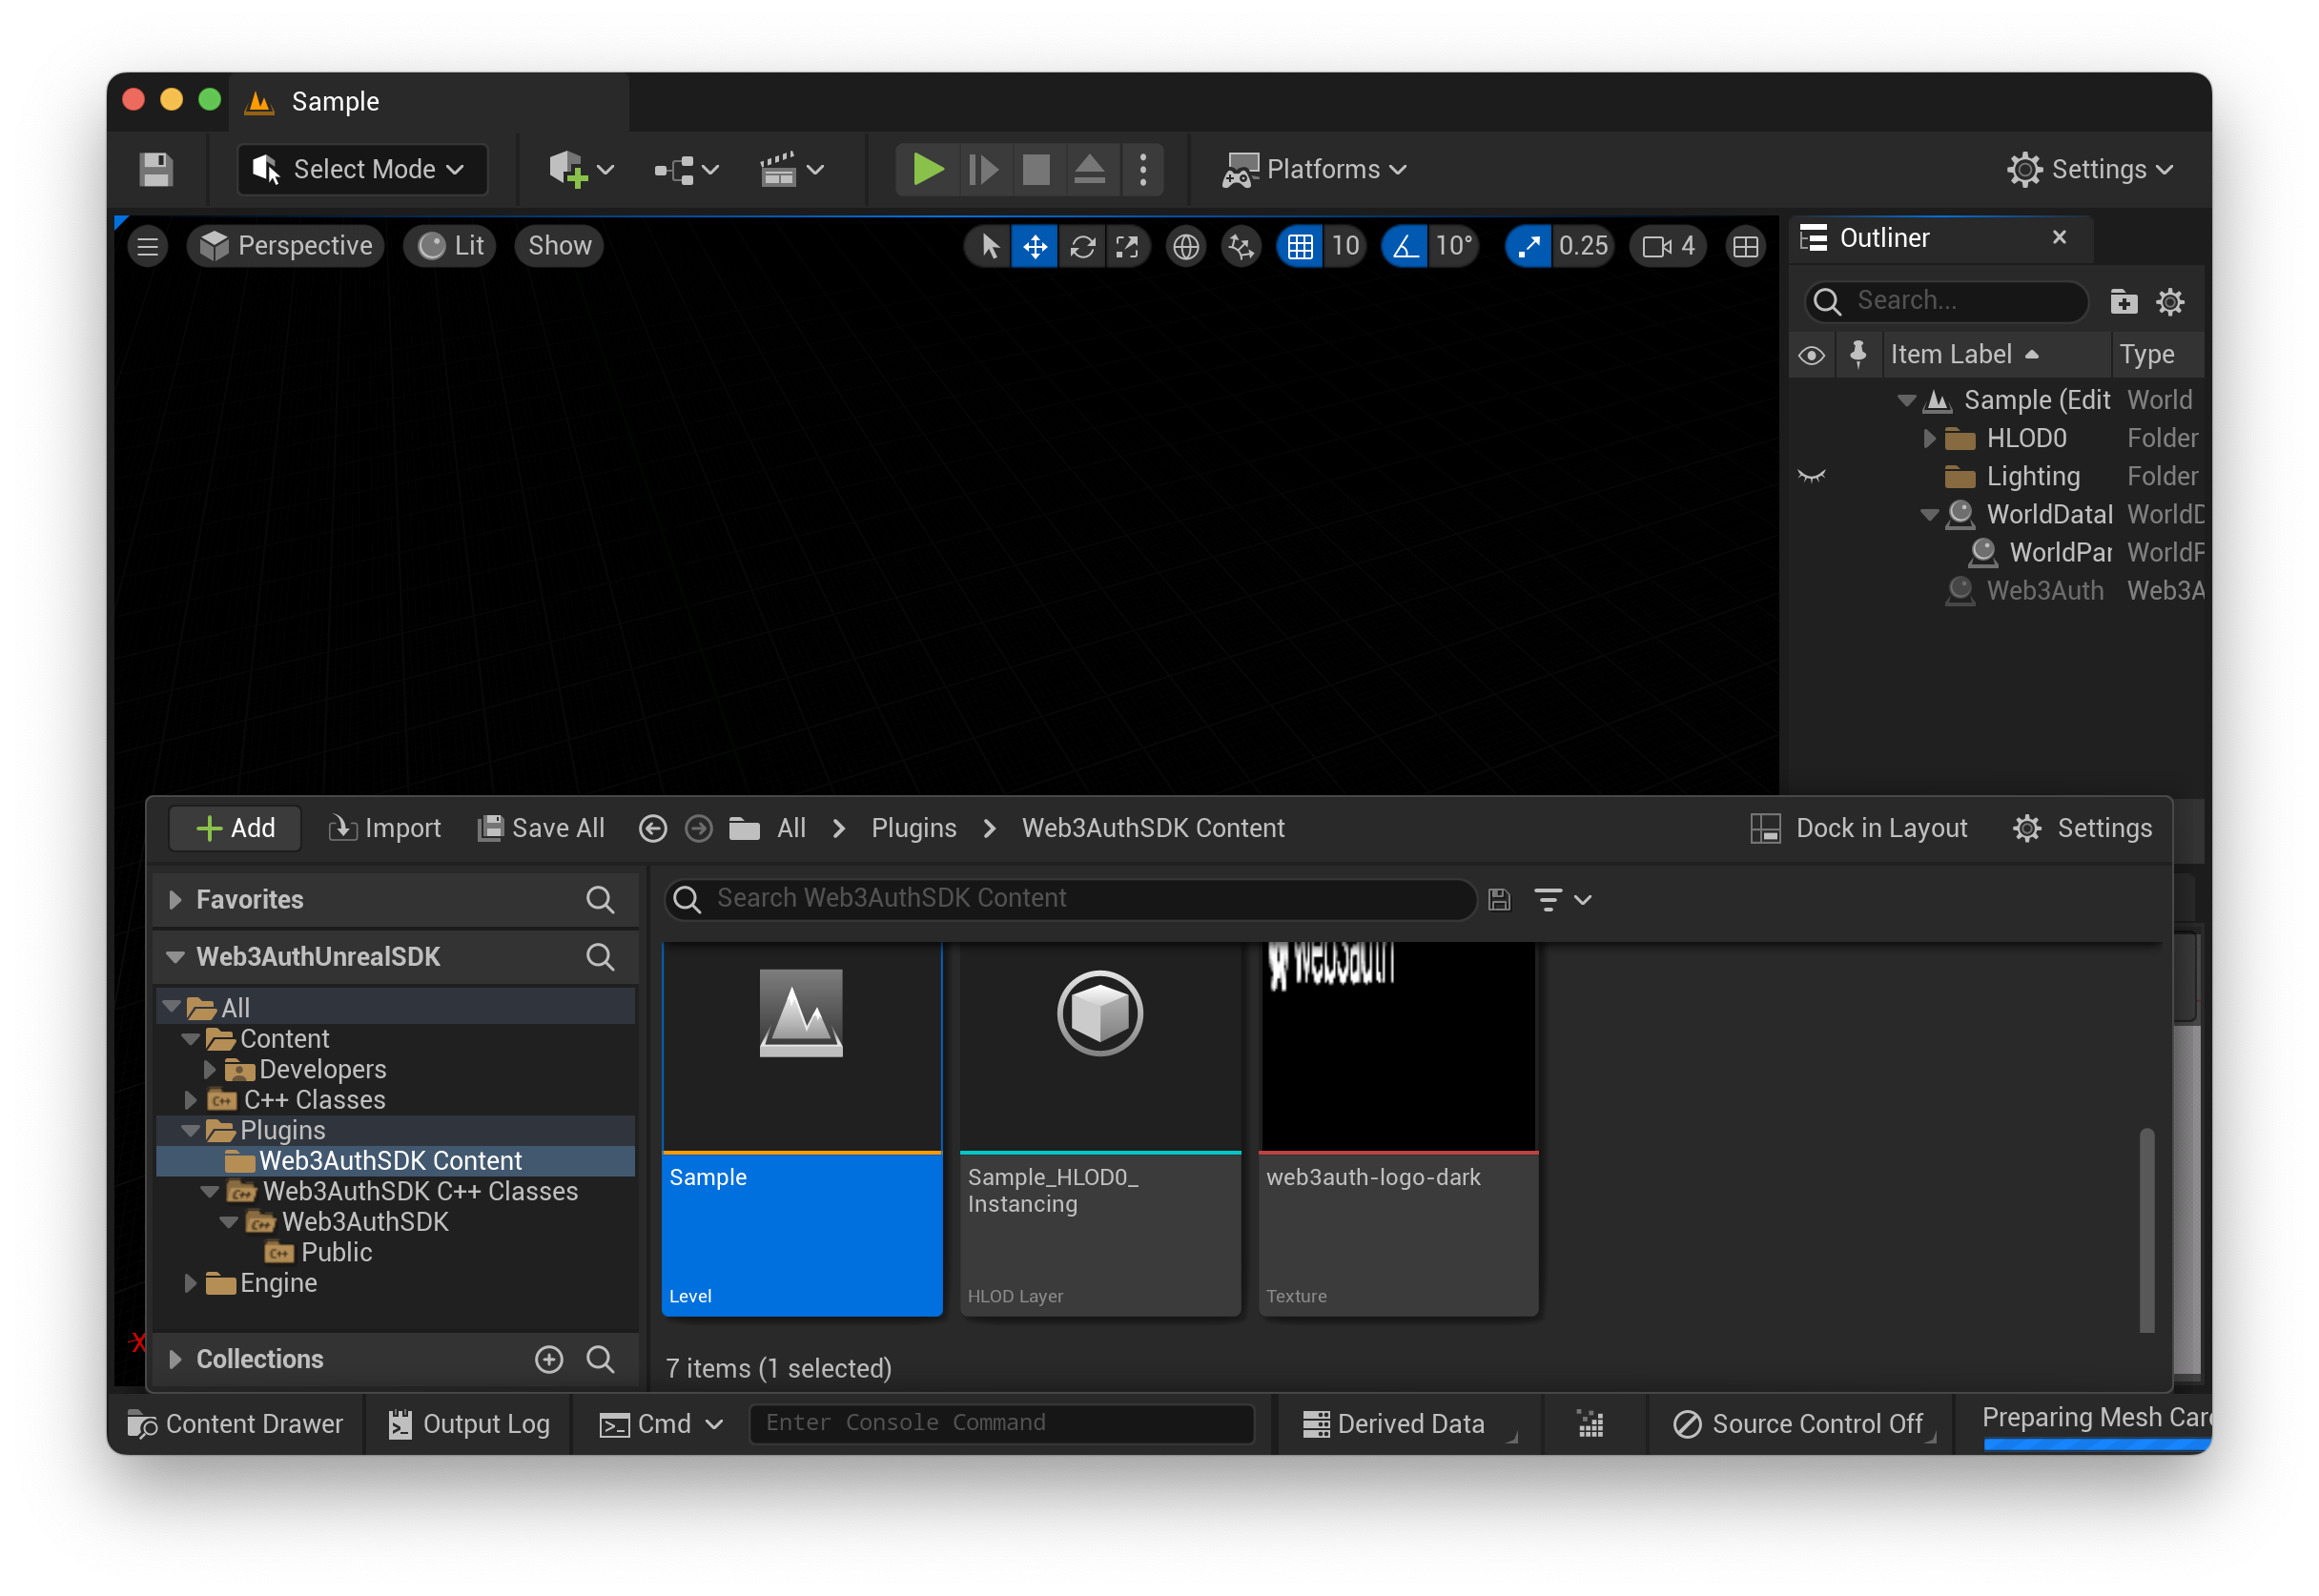 Sample
Select Mode
Platforms
Settings
Perspective
Lit
Show
10
10°
0.25
4
Outliner
Search...
Item Label
Type
Sample (Edit
World
HLOD0
Folder
Lighting
Folder
WorldDataI
WorldD
WorldPar
WorldP
Web3Auth
Web3A
Add
Import
Save All
All
Plugins
Web3AuthSDK Content
Dock in Layout
Settings
Favorites
Search Web3AuthSDK Content
Web3AuthUnrealSDK
All
Content
Developers
C++ C++ Classes
Plugins
Web3AuthSDK Content
C++ Web3AuthSDK C++ Classes
C++ Web3AuthSDK
C++ Public
Engine
Collections
web3auth
Sample
Level
Sample_HLOD0_
Instancing
HLOD Layer
web3auth-logo-dark
Texture
7 items (1 selected)
Content Drawer
Output Log
Cmd
Enter Console Command
Derived Data
Source Control Off
Preparing Mesh Car